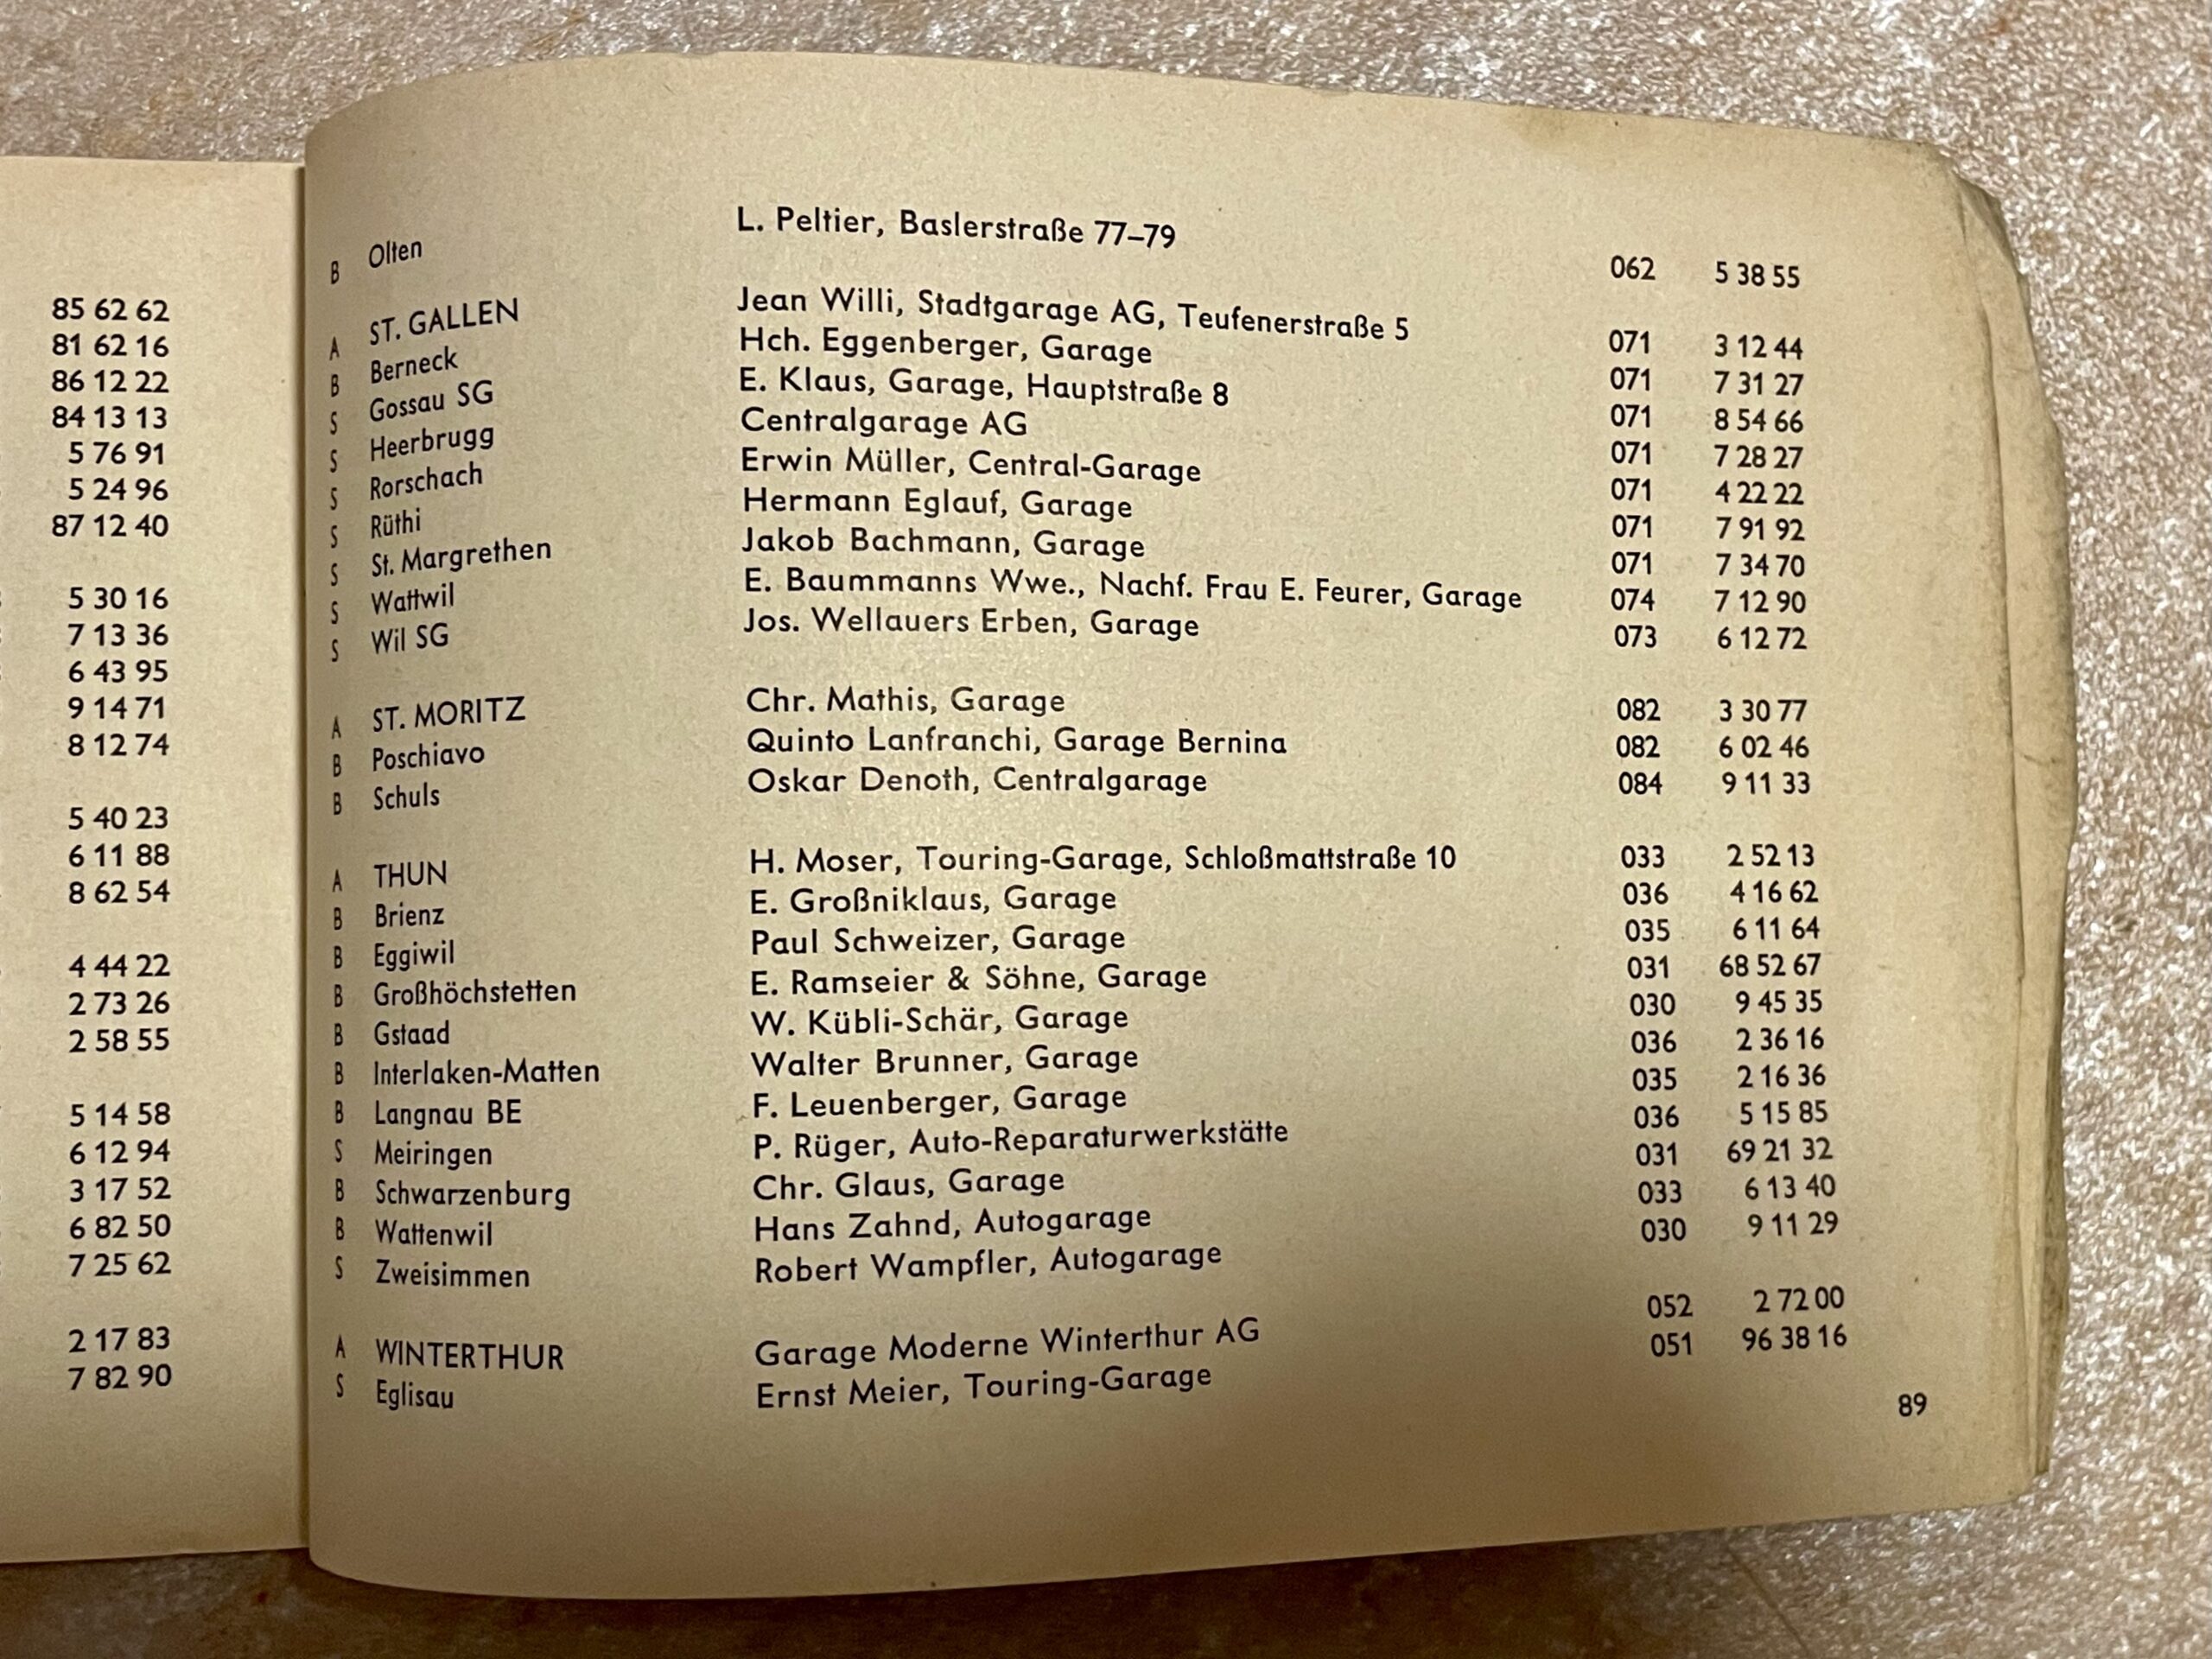 85 62 62
81 62 16
86 12 22
84 13 13
5 76 91
5 24 96
87 12 40
5 30 16
7 13 36
6 43 95
9 14 71
8 12 74
5 40 23
6 11 88
8 62 54
4 44 22
2 73 26
2 58 55
5 14 58
6 12 94
3 17 52
6 82 50
7 25 62
2 17 83
7 82 90
B Olten L. Peltier, Baslerstraße 77–79 062 5 38 55
A ST. GALLEN Jean Willi, Stadtgarage AG, Teufenerstraße 5 071 3 12 44
B Berneck Hch. Eggenberger, Garage 071 7 31 27
S Gossau SG E. Klaus, Garage, Hauptstraße 8 071 8 54 66
S Heerbrugg Centralgarage AG 071 7 28 27
S Rorschach Erwin Müller, Central-Garage 071 4 22 22
S Rüthi Hermann Eglauf, Garage 071 7 91 92
S St. Margrethen Jakob Bachmann, Garage 071 7 34 70
S Wattwil E. Baummanns Wwe., Nachf. Frau E. Feurer, Garage 074 7 12 90
S Wil SG Jos. Wellauers Erben, Garage 073 6 12 72
A ST. MORITZ Chr. Mathis, Garage 082 3 30 77
B Poschiavo Quinto Lanfranchi, Garage Bernina 082 6 02 46
B Schuls Oskar Denoth, Centralgarage 084 9 11 33
A THUN H. Moser, Touring-Garage, Schloßmattstraße 10 033 2 52 13
B Brienz E. Großniklaus, Garage 036 4 16 62
B Eggiwil Paul Schweizer, Garage 035 6 11 64
B Großhöchstetten E. Ramseier & Söhne, Garage 031 68 52 67
B Gstaad W. Kübli-Schär, Garage 030 9 45 35
B Interlaken-Matten Walter Brunner, Garage 036 2 36 16
B Langnau BE F. Leuenberger, Garage 035 2 16 36
S Meiringen P. Rüger, Auto-Reparaturwerkstätte 036 5 15 85
B Schwarzenburg Chr. Glaus, Garage 031 69 21 32
B Wattenwil Hans Zahnd, Autogarage 033 6 13 40
S Zweisimmen Robert Wampfler, Autogarage 030 9 11 29
A WINTERTHUR Garage Moderne Winterthur AG 052 2 72 00
S Eglisau Ernst Meier, Touring-Garage 051 96 38 16
89